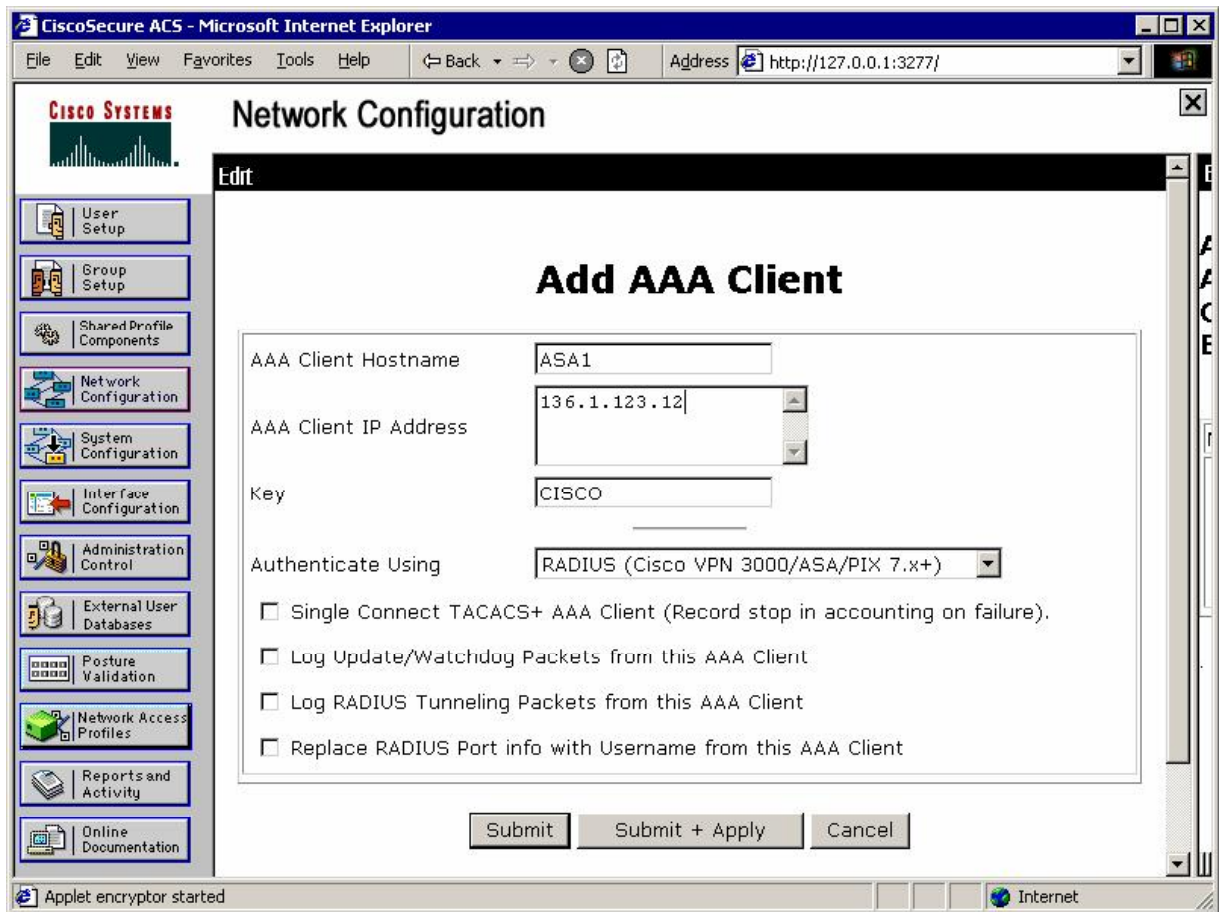 CiscoSecure ACS - Microsoft Internet Explorer
File Edit View Favorites Tools Help Back Address http://127.0.0.1:3277/
CISCO SYSTEMS
Network Configuration
Edit
User
Setup
Group
Setup
Shared Profile
Components
Network
Configuration
System
Configuration
Interface
Configuration
Administration
Control
External User
Databases
Posture
Validation
Network Access
Profiles
Reports and
Activity
Online
Documentation
Add AAA Client
AAA Client Hostname ASA1
AAA Client IP Address 136.1.123.12
Key CISCO
Authenticate Using RADIUS (Cisco VPN 3000/ASA/PIX 7.x+)
Single Connect TACACS+ AAA Client (Record stop in accounting on failure).
Log Update/Watchdog Packets from this AAA Client
Log RADIUS Tunneling Packets from this AAA Client
Replace RADIUS Port info with Username from this AAA Client
Submit Submit + Apply Cancel
Applet encryptor started Internet